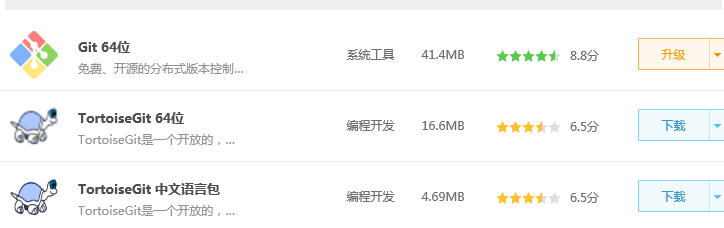 Git 64位
免费、开源的分布式版本控制...
系统工具
41.4MB
8.8分
升级
TortoiseGit 64位
TortoiseGit是一个开放的，...
编程开发
16.6MB
6.5分
下载
TortoiseGit 中文语言包
TortoiseGit是一个开放的，...
编程开发
4.69MB
6.5分
下载